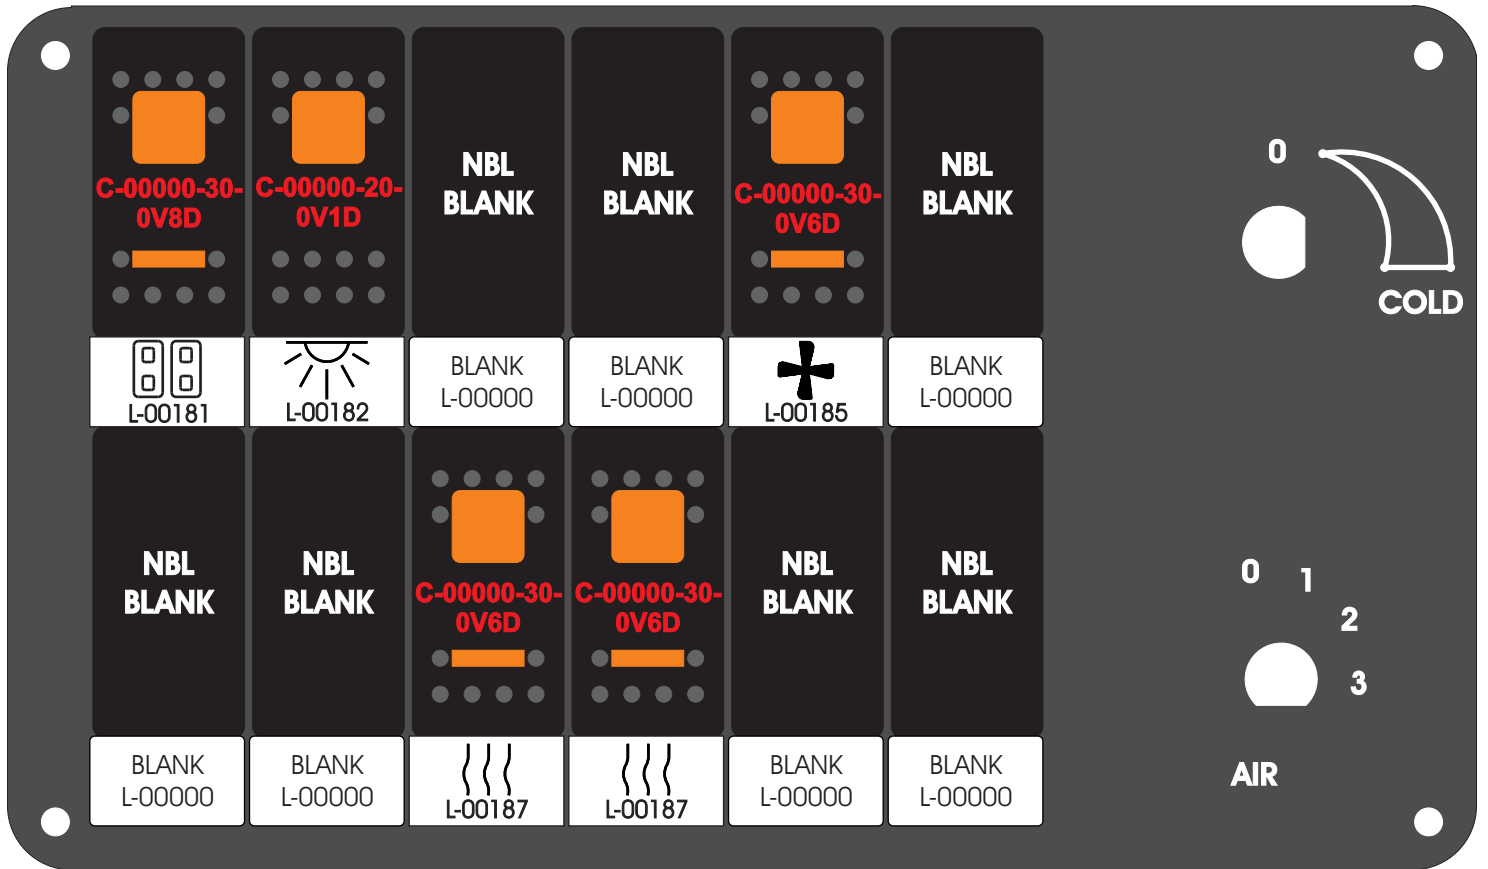 C-00000-30-
0V8D
C-00000-20-
0V1D
NBL
BLANK
NBL
BLANK
C-00000-30-
0V6D
NBL
BLANK
0
COLD
L-00181
L-00182
BLANK
L-00000
BLANK
L-00000
L-00185
BLANK
L-00000
NBL
BLANK
NBL
BLANK
C-00000-30-
0V6D
C-00000-30-
0V6D
NBL
BLANK
NBL
BLANK
0
1
2
3
AIR
BLANK
L-00000
BLANK
L-00000
L-00187
L-00187
BLANK
L-00000
BLANK
L-00000